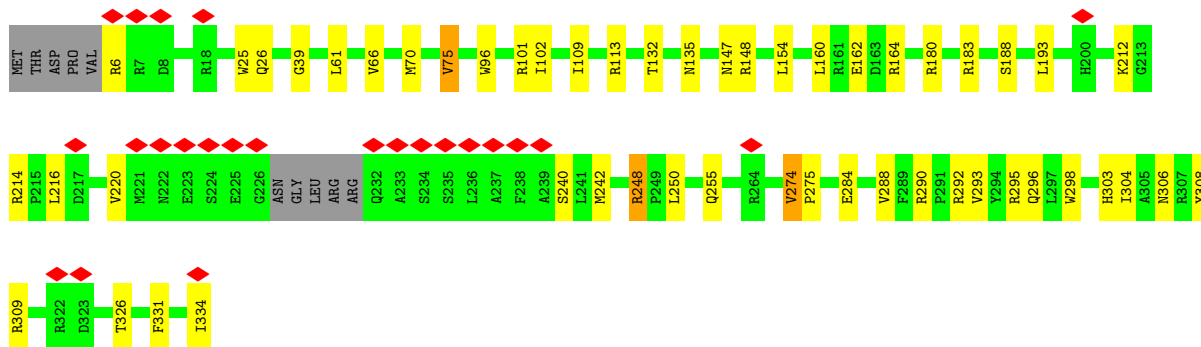 MET THR ASP PRO VAL R6 R7 D8 R18 W25 Q26 G39 L61 V66 M70 V75 W96 R101 I102 I109 R113 T132 N135 N147 R148 L154 L160 R161 E162 D163 R164 R180 R183 S188 L193 H200 K212 G213
R214 P215 L216 D217 V220 M221 N222 E223 S224 E225 G226 ASN GLY LEU ARG ARG Q232 A233 S234 S235 L236 A237 F238 A239 S240 L241 M242 R248 P249 L250 Q255 R264 V274 P275 E284 V288 F289 R290 P291 R292 V293 Y294 R295 Q296 L297 W298 H303 I304 A305 N306 R307 Y308
R309 R322 D323 T326 F331 I334